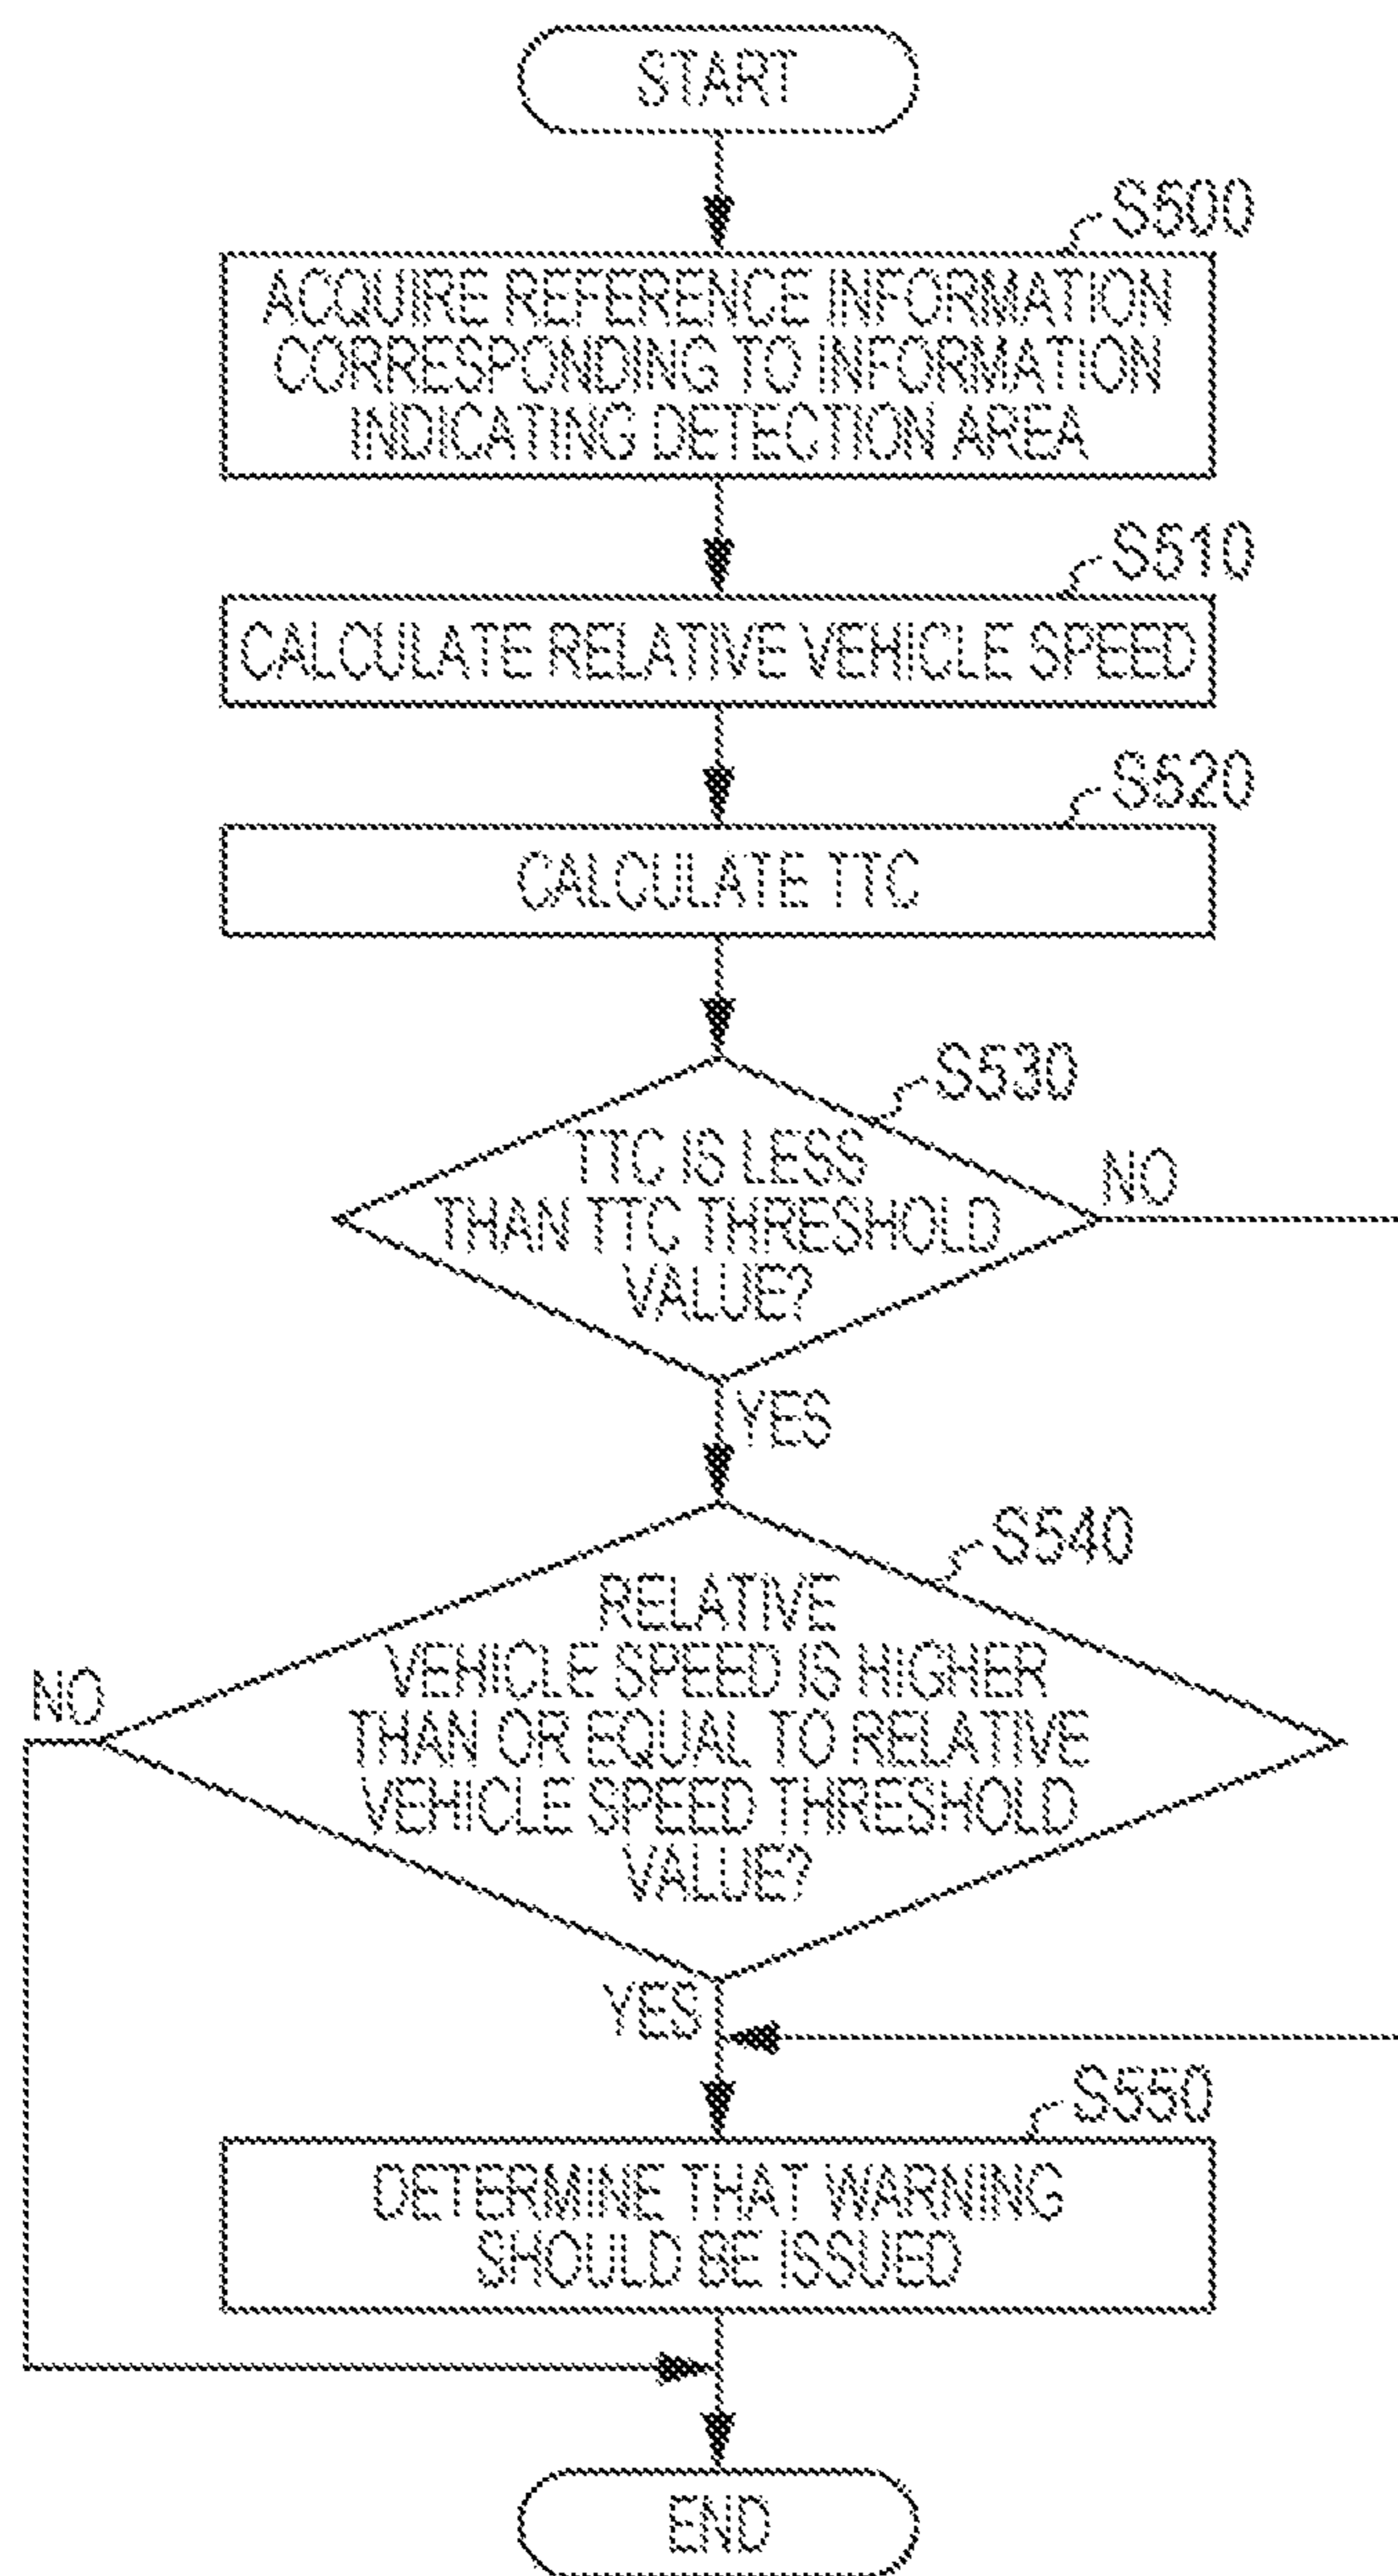 START
S500
ACQUIRE REFERENCE INFORMATION
CORRESPONDING TO INFORMATION
INDICATING DETECTION AREA
S510
CALCULATE RELATIVE VEHICLE SPEED
S520
CALCULATE TTC
S530
TTC IS LESS
THAN TTC THRESHOLD
VALUE?
NO
YES
S540
RELATIVE
VEHICLE SPEED IS HIGHER
THAN OR EQUAL TO RELATIVE
VEHICLE SPEED THRESHOLD
VALUE?
NO
YES
S550
DETERMINE THAT WARNING
SHOULD BE ISSUED
END